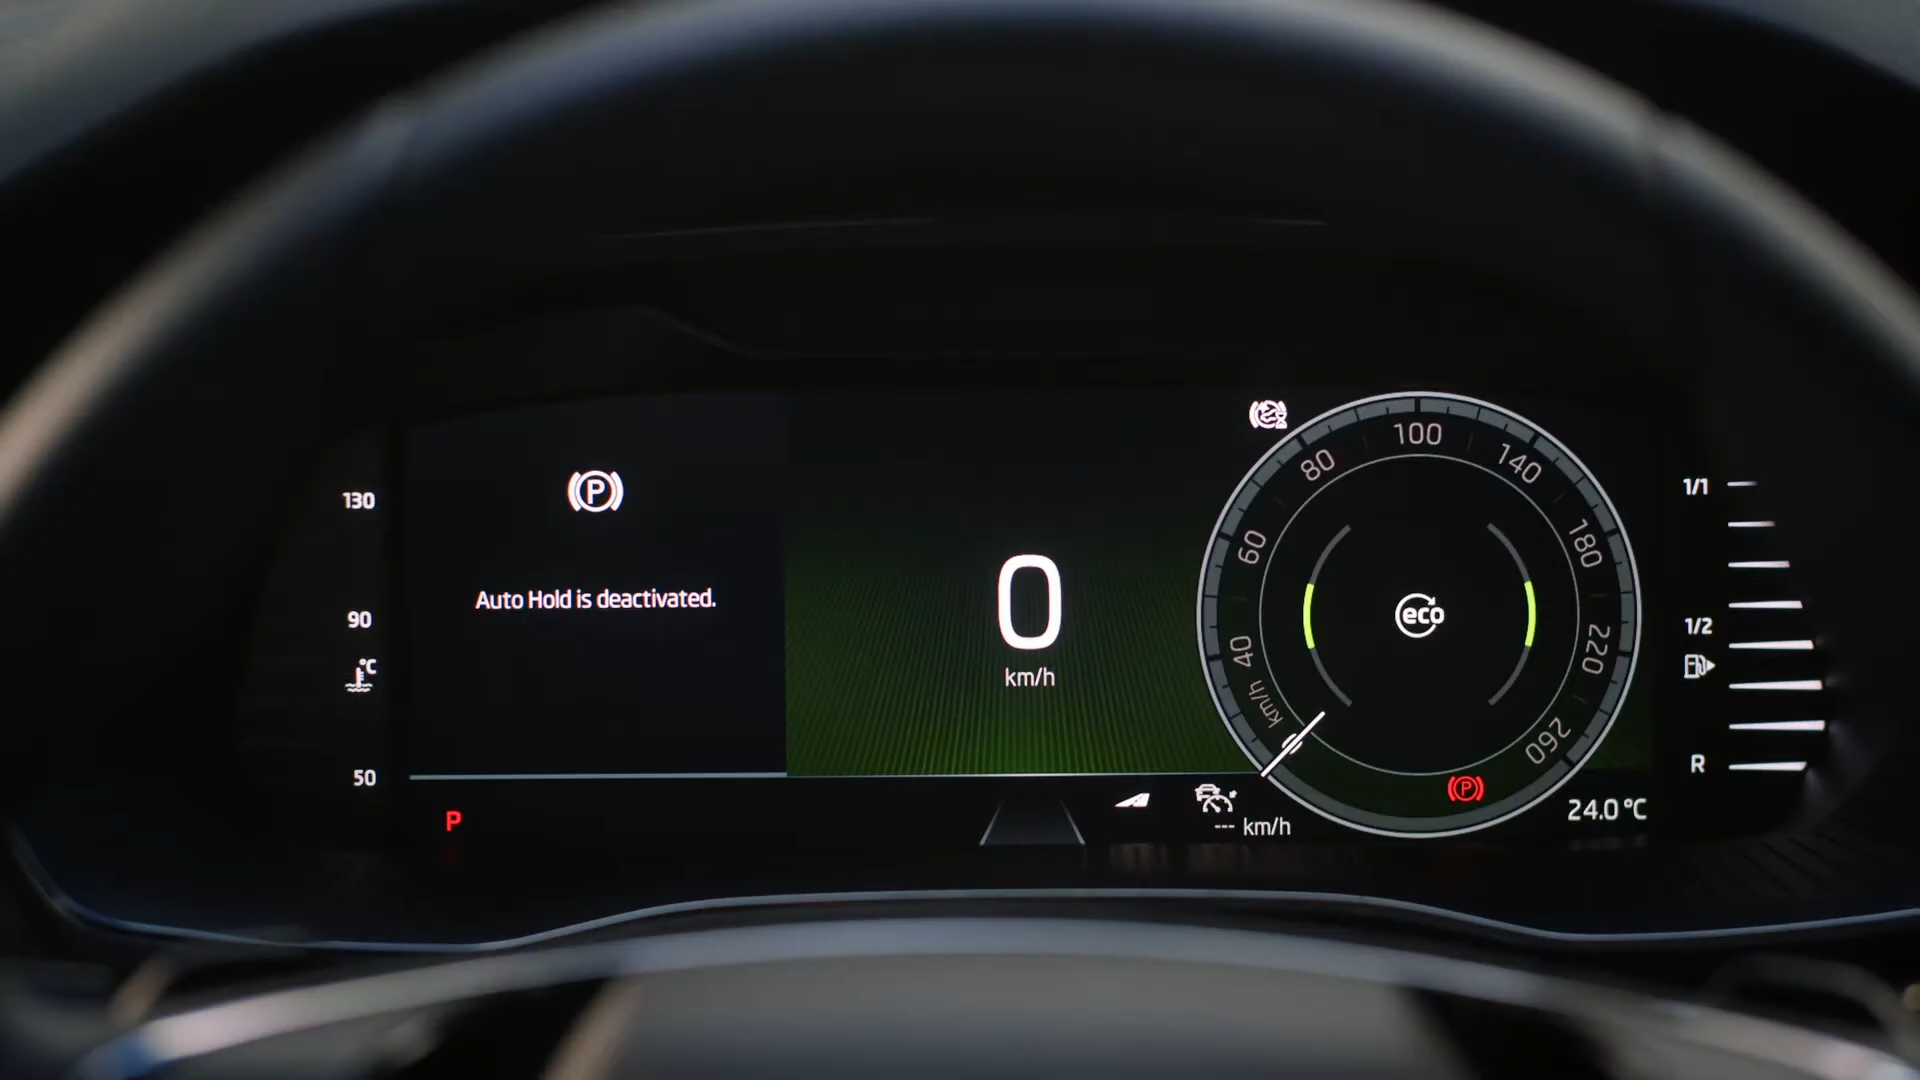 130
90
°C
50
P
Auto Hold is deactivated.
P
0
km/h
40
60
80
100
140
180
220
260
km/h
eco
P
--- km/h
24.0 °C
1/1
1/2
R